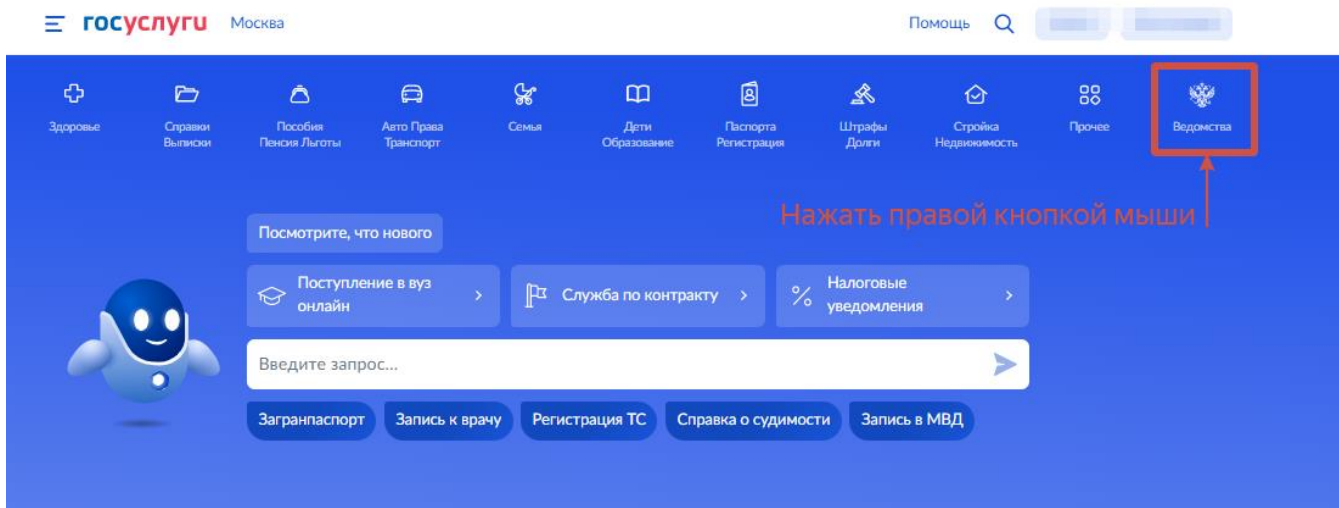 госуслуги Москва Помощь
Здоровье
Справки
Выписки
Пособия
Пенсия Льготы
Авто Права
Транспорт
Семья
Дети
Образование
Паспорта
Регистрация
Штрафы
Долги
Стройка
Недвижимость
Прочее
Ведомства
Нажать правой кнопкой мыши
Посмотрите, что нового
Поступление в вуз
онлайн
Служба по контракту
Налоговые
уведомления
Введите запрос...
Загранпаспорт
Запись к врачу
Регистрация ТС
Справка о судимости
Запись в МВД